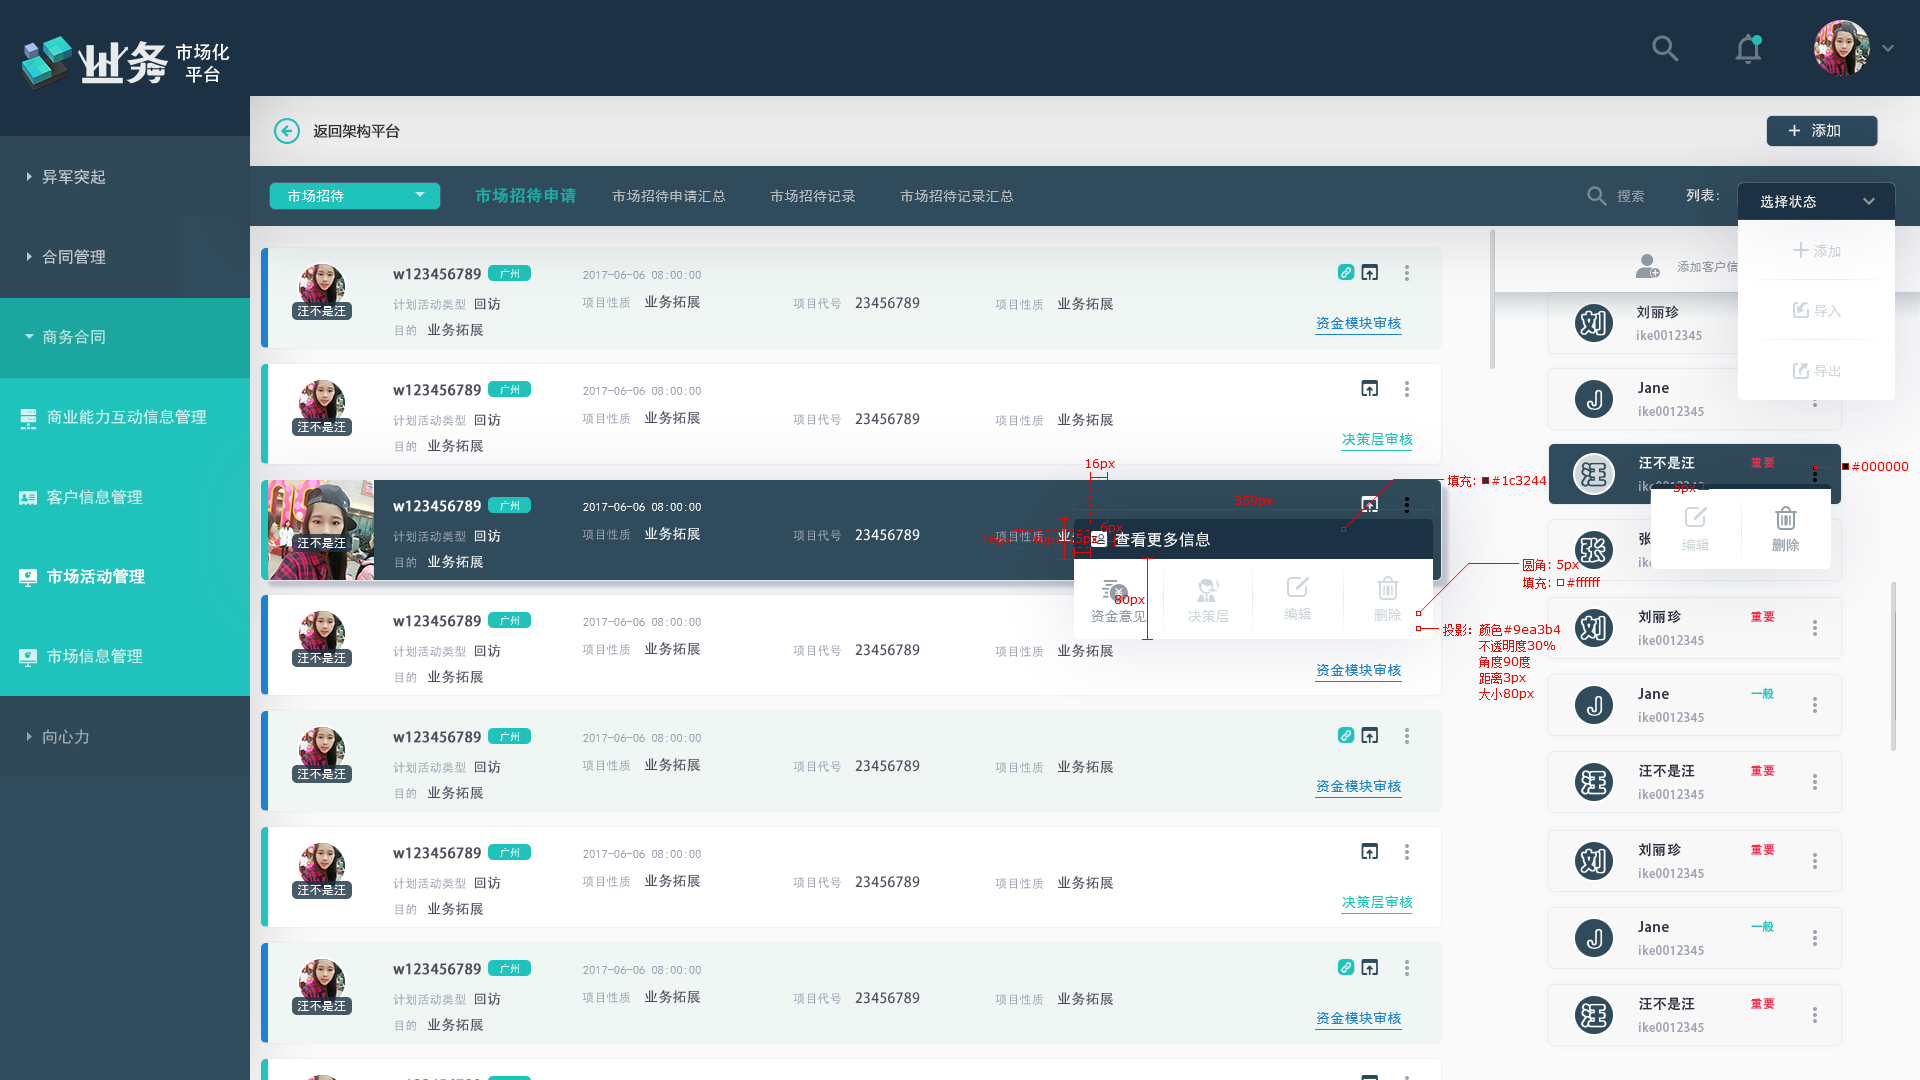 业务
市场化
平台
返回架构平台
+ 添加
异军突起
合同管理
商务合同
商业能力互动信息管理
客户信息管理
市场活动管理
市场信息管理
向心力
市场招待
市场招待申请
市场招待申请汇总
市场招待记录
市场招待记录汇总
搜索
列表：
选择状态
添加
导入
导出
w123456789 广州
2017-06-06 08:00:00
计划活动类型 回访
项目性质 业务拓展
项目代号 23456789
项目性质 业务拓展
目的 业务拓展
资金模块审核
汪不是汪
w123456789 广州
2017-06-06 08:00:00
计划活动类型 回访
项目性质 业务拓展
项目代号 23456789
项目性质 业务拓展
目的 业务拓展
决策层审核
汪不是汪
w123456789 广州
2017-06-06 08:00:00
计划活动类型 回访
项目性质 业务拓展
项目代号 23456789
项目性质
目的 业务拓展
汪不是汪
16px
359px
6px
填充：■#1c3244
查看更多信息
80px
资金意见
决策层
编辑
删除
圆角：5px
填充：□#ffffff
投影：颜色#9ea3b4
不透明度30%
角度90度
距离3px
大小80px
w123456789 广州
2017-06-06 08:00:00
计划活动类型 回访
项目性质 业务拓展
项目代号 23456789
项目性质 业务拓展
目的 业务拓展
资金模块审核
汪不是汪
w123456789 广州
2017-06-06 08:00:00
计划活动类型 回访
项目性质 业务拓展
项目代号 23456789
项目性质 业务拓展
目的 业务拓展
资金模块审核
汪不是汪
w123456789 广州
2017-06-06 08:00:00
计划活动类型 回访
项目性质 业务拓展
项目代号 23456789
项目性质 业务拓展
目的 业务拓展
决策层审核
汪不是汪
w123456789 广州
2017-06-06 08:00:00
计划活动类型 回访
项目性质 业务拓展
项目代号 23456789
项目性质 业务拓展
目的 业务拓展
资金模块审核
汪不是汪
添加客户信
刘 刘丽珍
ike0012345
J Jane
ike0012345
汪 汪不是汪 重要
■#000000
5px
编辑
删除
张
刘 刘丽珍 重要
ike0012345
J Jane 一般
ike0012345
汪 汪不是汪 重要
ike0012345
刘 刘丽珍 重要
ike0012345
J Jane 一般
ike0012345
汪 汪不是汪 重要
ike0012345